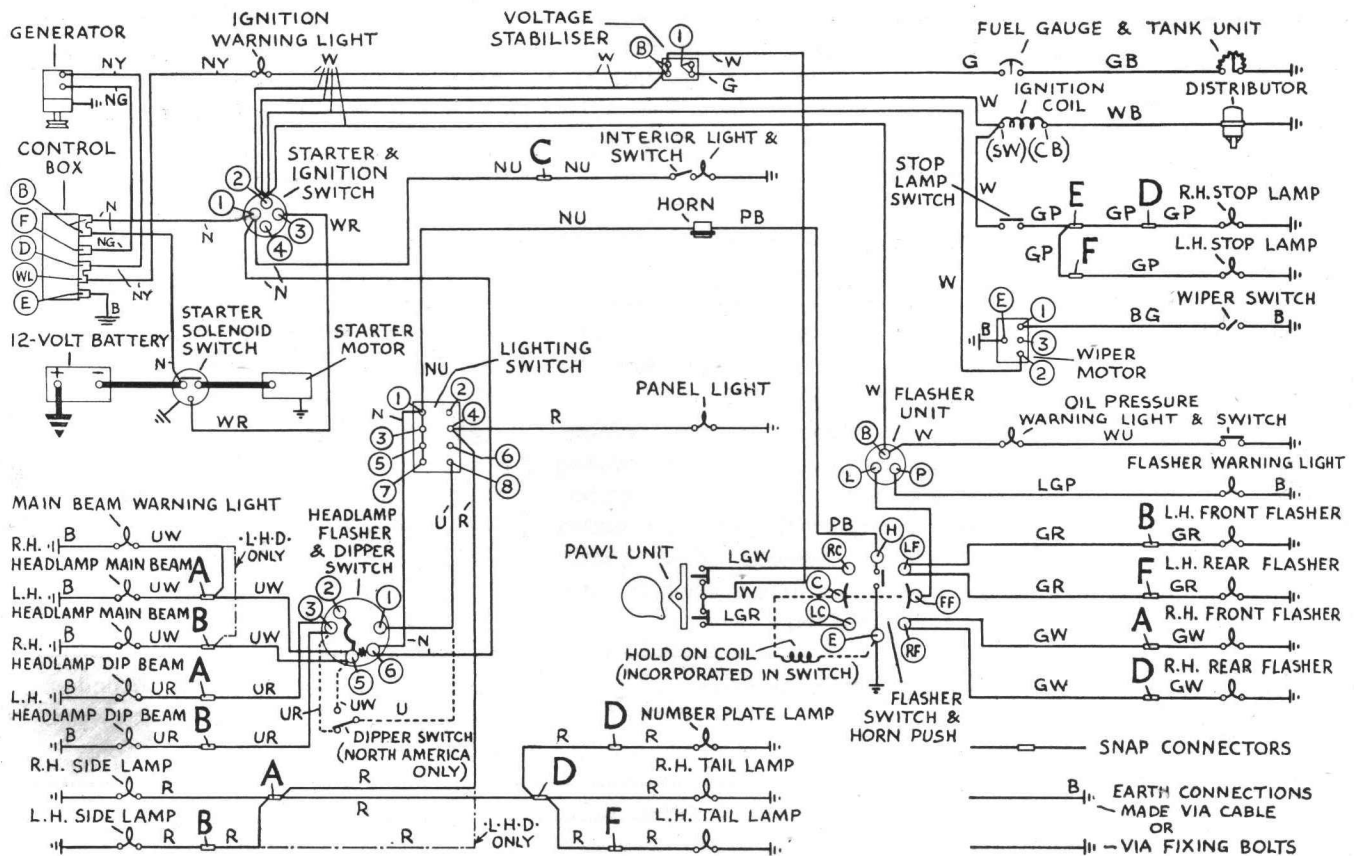 GENERATOR
IGNITION
WARNING LIGHT
VOLTAGE
STABILISER
FUEL GAUGE & TANK UNIT
NY
NY
W
W
B
1
W
G
G
GB
NG
IGNITION
COIL
DISTRIBUTOR
W
WB
(SW)
(CB)
CONTROL
BOX
B
F
D
WL
E
N
N
NG
NY
B
2
1
3
4
STARTER &
IGNITION
SWITCH
WR
N
NU
C
NU
INTERIOR LIGHT &
SWITCH
NU
HORN
PB
STOP
LAMP
SWITCH
W
GP
E
GP
D
GP
R.H. STOP LAMP
GP
F
GP
L.H. STOP LAMP
W
W
E
B
1
3
2
BG
WIPER SWITCH
B
WIPER
MOTOR
12-VOLT BATTERY
+
-
STARTER
SOLENOID
SWITCH
N
STARTER
MOTOR
WR
NU
LIGHTING
SWITCH
N
1
2
3
4
5
6
7
8
R
PANEL LIGHT
U
R
FLASHER
UNIT
B
L
P
W
OIL PRESSURE
WARNING LIGHT & SWITCH
WU
FLASHER WARNING LIGHT
LGP
B
MAIN BEAM WARNING LIGHT
R.H.
B
UW
L.H.D.
ONLY
HEADLAMP MAIN BEAM
A
L.H.
B
UW
UW
HEADLAMP MAIN BEAM
B
R.H.
B
UW
UW
HEADLAMP DIP BEAM
A
L.H.
B
UR
UR
HEADLAMP DIP BEAM
B
B
UR
UR
HEADLAMP
FLASHER
& DIPPER
SWITCH
2
3
1
5
6
N
UR
UW
U
DIPPER SWITCH
(NORTH AMERICA
ONLY)
PAWL UNIT
LGW
W
LGR
PB
RC
H
LF
C
FF
LC
E
RF
HOLD ON COIL
(INCORPORATED IN SWITCH)
FLASHER
SWITCH &
HORN PUSH
GR
B
GR
L.H. FRONT FLASHER
GR
F
GR
L.H. REAR FLASHER
GW
A
GW
R.H. FRONT FLASHER
GW
D
GW
R.H. REAR FLASHER
R.H. SIDE LAMP
R
A
R
R
L.H. SIDE LAMP
R
B
R
R
L.H.D.
ONLY
D
R
D
R
NUMBER PLATE LAMP
R.H. TAIL LAMP
R
F
R
L.H. TAIL LAMP
SNAP CONNECTORS
B
EARTH CONNECTIONS
MADE VIA CABLE
OR
VIA FIXING BOLTS